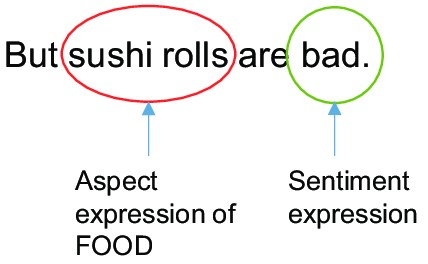 But sushi rolls are bad.
Aspect
expression of
FOOD
Sentiment
expression